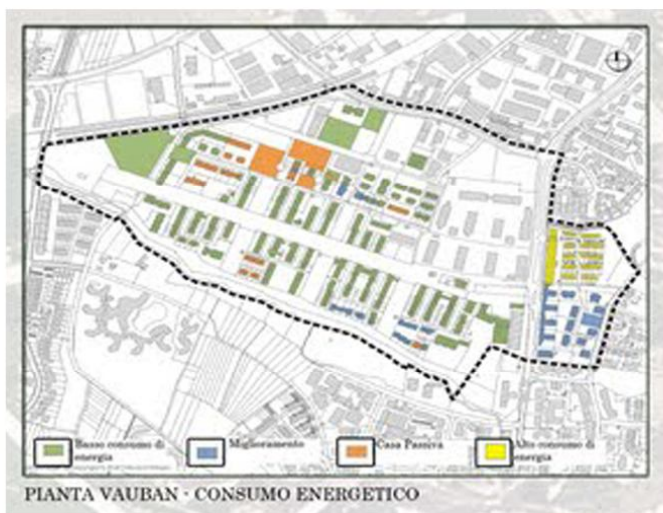 Basso consumo di
energia
Miglioramento
Casa Passiva
Alto consumo di
energia
PIANTA VAUBAN - CONSUMO ENERGETICO